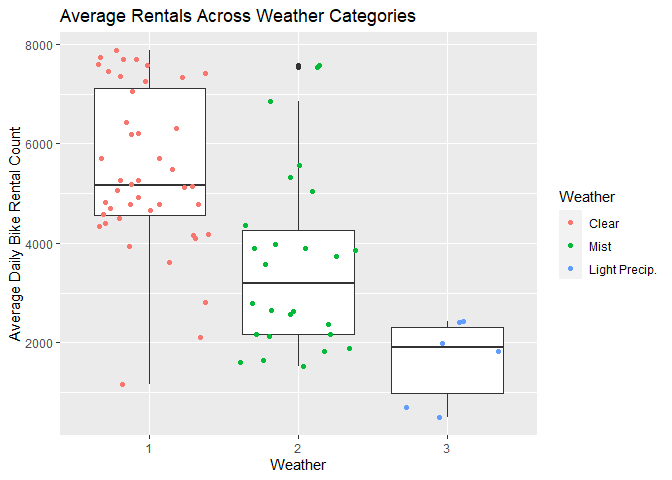 Average Rentals Across Weather Categories
Average Daily Bike Rental Count
8000
6000
4000
2000
1
2
3
Weather
Weather
Clear
Mist
Light Precip.